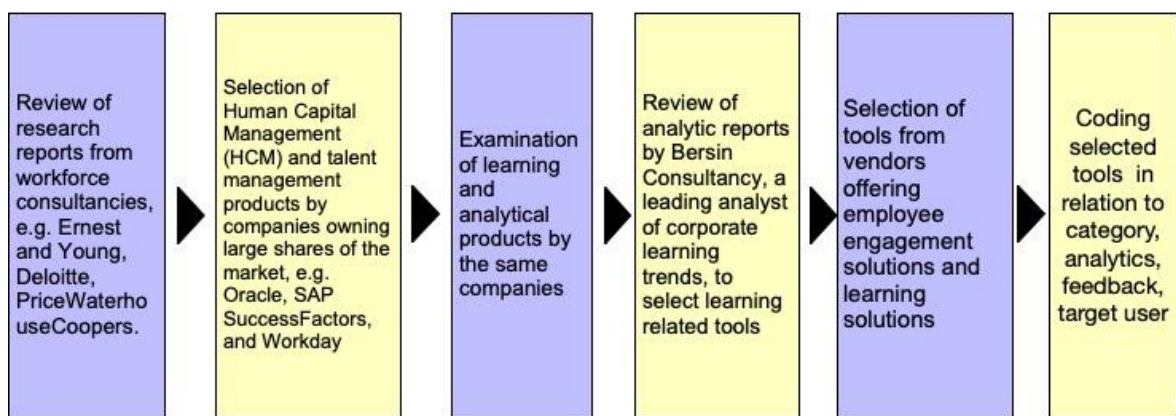 Review of
research
reports from
workforce
consultancies,
e.g. Ernest
and Young,
Deloitte,
PriceWaterho
useCoopers.
Selection of
Human Capital
Management
(HCM) and talent
management
products by
companies owning
large shares of the
market, e.g.
Oracle, SAP
SuccessFactors,
and Workday
Examination
of learning
and
analytical
products by
the same
companies
Review of
analytic reports
by Bersin
Consultancy, a
leading analyst
of corporate
learning
trends, to
select learning
related tools
Selection of
tools from
vendors
offering
employee
engagement
solutions and
learning
solutions
Coding
selected
tools in
relation to
category,
analytics,
feedback,
target user